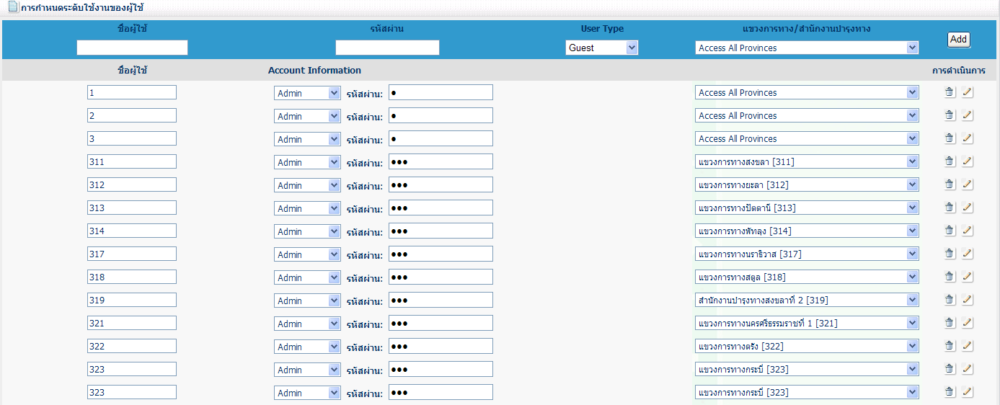 การกำหนดระดับใช้งานของผู้ใช้
ชื่อผู้ใช้ รหัสผ่าน User Type แขวงการทาง/สำนักงานบำรุงทาง
Guest Access All Provinces Add
ชื่อผู้ใช้ Account Information การดำเนินการ
1 Admin รหัสผ่าน: ● Access All Provinces
2 Admin รหัสผ่าน: ● Access All Provinces
3 Admin รหัสผ่าน: ● Access All Provinces
311 Admin รหัสผ่าน: ●●● แขวงการทางสงขลา [311]
312 Admin รหัสผ่าน: ●●● แขวงการทางยะลา [312]
313 Admin รหัสผ่าน: ●●● แขวงการทางปัตตานี [313]
314 Admin รหัสผ่าน: ●●● แขวงการทางพัทลุง [314]
317 Admin รหัสผ่าน: ●●● แขวงการทางนราธิวาส [317]
318 Admin รหัสผ่าน: ●●● แขวงการทางสตูล [318]
319 Admin รหัสผ่าน: ●●● สำนักงานบำรุงทางสงขลาที่ 2 [319]
321 Admin รหัสผ่าน: ●●● แขวงการทางนครศรีธรรมราชที่ 1 [321]
322 Admin รหัสผ่าน: ●●● แขวงการทางตรัง [322]
323 Admin รหัสผ่าน: ●●● แขวงการทางกระบี่ [323]
323 Admin รหัสผ่าน: ●●● แขวงการทางกระบี่ [323]